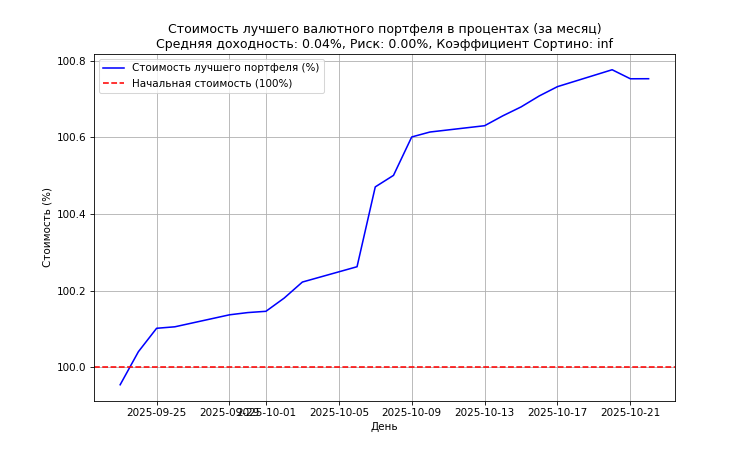 Стоимость лучшего валютного портфеля в процентах (за месяц)
Средняя доходность: 0.04%, Риск: 0.00%, Коэффициент Сортино: inf
Стоимость лучшего портфеля (%)
Начальная стоимость (100%)
Стоимость (%)
100.8
100.6
100.4
100.2
100.0
2025-09-25 2025-09-29 2025-10-01 2025-10-05 2025-10-09 2025-10-13 2025-10-17 2025-10-21
День